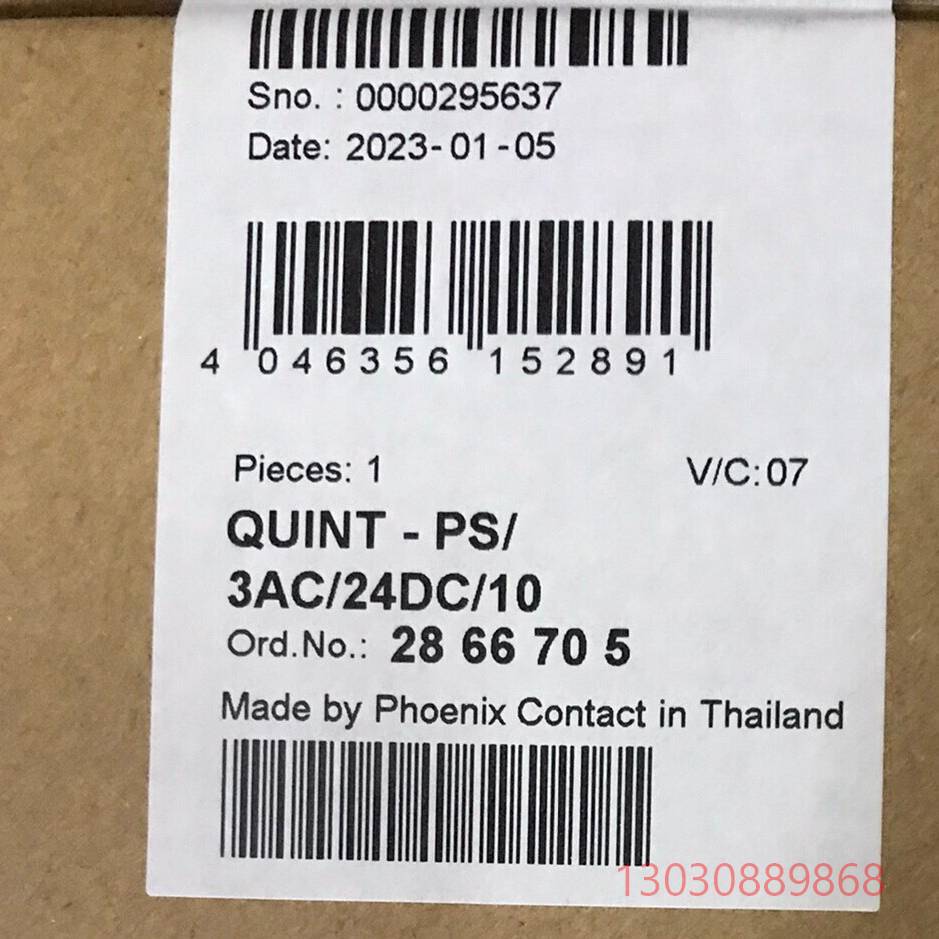 Sno. : 0000295637
Date: 2023-01-05
4 046356 152891
Pieces: 1 V/C:07
QUINT - PS/
3AC/24DC/10
Ord.No.: 28 66 70 5
Made by Phoenix Contact in Thailand
13030889868